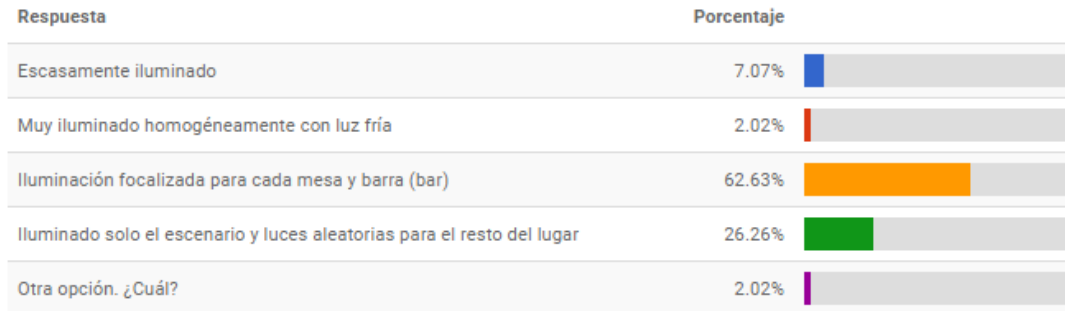 Respuesta Porcentaje
Escasamente iluminado 7.07%
Muy iluminado homogéneamente con luz fría 2.02%
Iluminación focalizada para cada mesa y barra (bar) 62.63%
Iluminado solo el escenario y luces aleatorias para el resto del lugar 26.26%
Otra opción. ¿Cuál? 2.02%